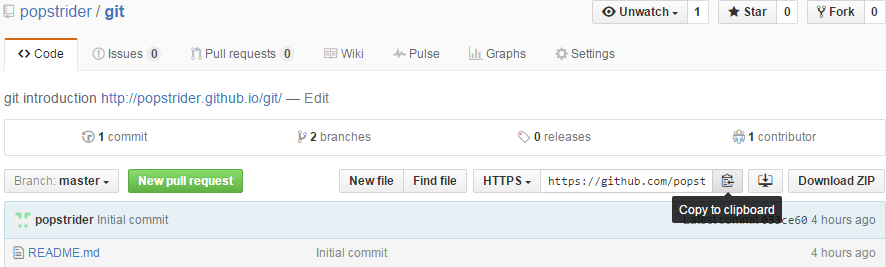 popstrider / git Unwatch 1 Star 0 Fork 0
Code Issues 0 Pull requests 0 Wiki Pulse Graphs Settings
git introduction http://popstrider.github.io/git/ — Edit
1 commit 2 branches 0 releases 1 contributor
Branch: master New pull request New file Find file HTTPS https://github.com/popst Download ZIP
Copy to clipboard
popstrider Initial commit Latest commit ce60 4 hours ago
README.md Initial commit 4 hours ago